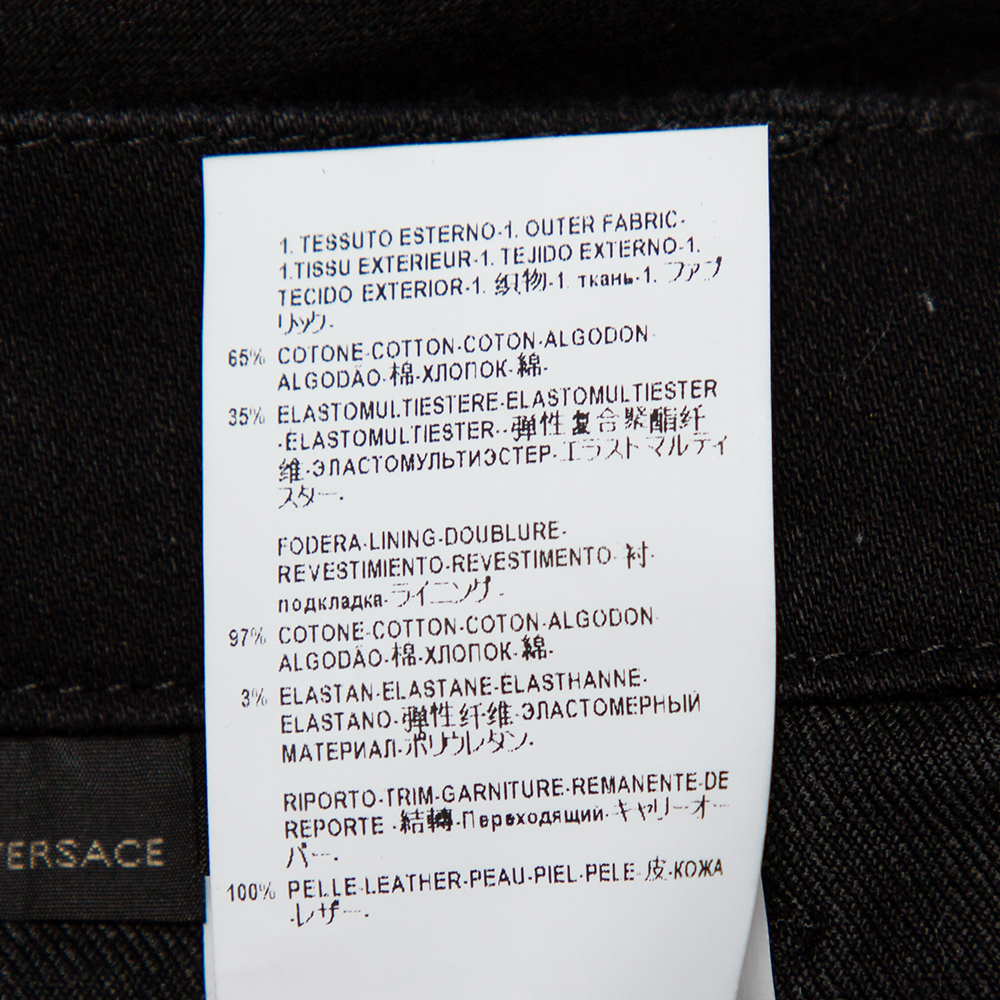 1. TESSUTO ESTERNO-1. OUTER FABRIC-
1.TISSU EXTERIEUR-1. TEJIDO EXTERNO-1.
TECIDO EXTERIOR-1. 织物-1. ткань-1. ファブ
リック-
65% COTONE-COTTON-COTON-ALGODON-
ALGODÃO-棉-ХЛОПОК-綿-
35% ELASTOMULTIESTERE-ELASTOMULTIESTER
-ELASTOMULTIESTER--弹性复合聚酯纤
维-ЭЛАСТОМУЛЬТИЭСТЕР-エラストマルティ
スター-
FODERA-LINING-DOUBLURE-
REVESTIMIENTO-REVESTIMENTO-衬-
подкладка-ライニング-
97% COTONE-COTTON-COTON-ALGODON-
ALGODÃO-棉-ХЛОПОК-綿-
3% ELASTAN-ELASTANE-ELASTHANNE-
ELASTANO-弹性纤维-ЭЛАСТОМЕРНЫЙ
МАТЕРИАЛ-ポリウレタン-
RIPORTO-TRIM-GARNITURE-REMANENTE-DE
REPORTE -結轉-Переходящий-キャリーオー
バー-
100% PELLE-LEATHER-PEAU-PIEL-PELE-皮-КОЖА
-レザー-
ERSACE